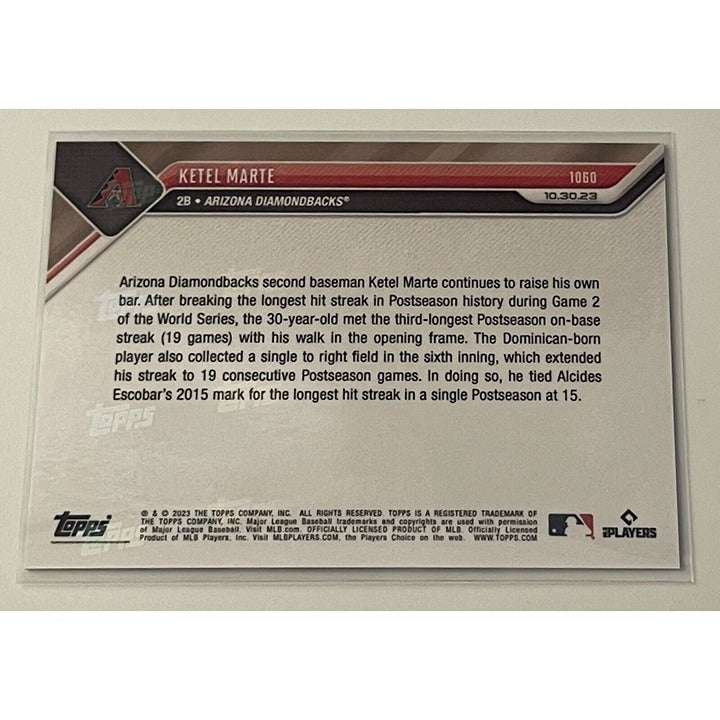 KETEL MARTE
1060
2B • ARIZONA DIAMONDBACKS®
10.30.23
Arizona Diamondbacks second baseman Ketel Marte continues to raise his own
bar. After breaking the longest hit streak in Postseason history during Game 2
of the World Series, the 30-year-old met the third-longest Postseason on-base
streak (19 games) with his walk in the opening frame. The Dominican-born
player also collected a single to right field in the sixth inning, which extended
his streak to 19 consecutive Postseason games. In doing so, he tied Alcides
Escobar's 2015 mark for the longest hit streak in a single Postseason at 15.
Topps
Topps
Topps
® & © 2023 THE TOPPS COMPANY, INC. ALL RIGHTS RESERVED. TOPPS IS A REGISTERED TRADEMARK OF
THE TOPPS COMPANY, INC. Major League Baseball trademarks and copyrights are used with permission
of Major League Baseball. Visit MLB.com. OFFICIALLY LICENSED PRODUCT OF MLB. Officially Licensed
Product of MLB Players, Inc. Visit MLBPLAYERS.COM, the Players Choice on the web. WWW.TOPPS.COM
PLAYERS